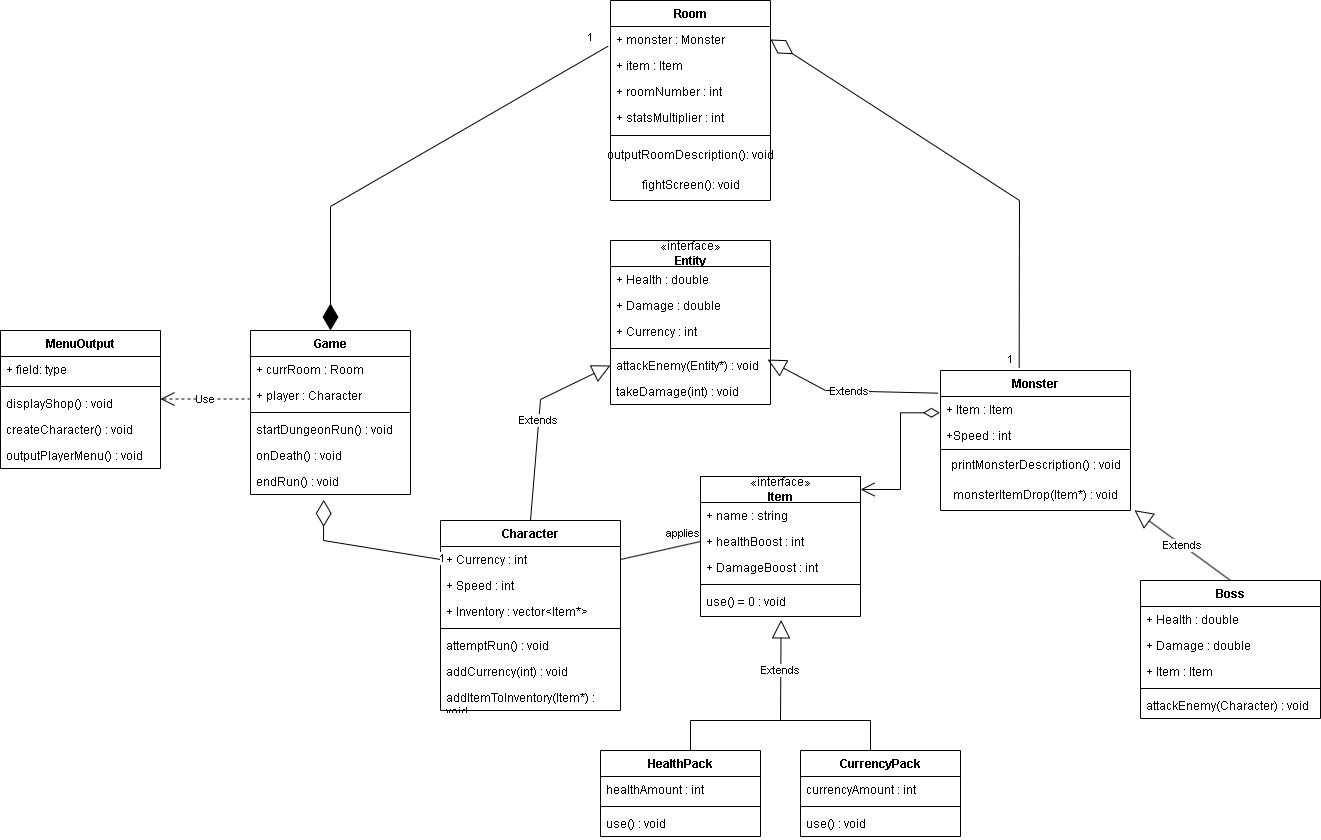 Room
+ monster : Monster
+ item : Item
+ roomNumber : int
+ statsMultiplier : int
outputRoomDescription(): void
fightScreen(): void
1
1
«interface»
Entity
+ Health : double
+ Damage : double
+ Currency : int
attackEnemy(Entity*) : void
takeDamage(int) : void
MenuOutput
+ field: type
displayShop() : void
createCharacter() : void
outputPlayerMenu() : void
Use
Game
+ currRoom : Room
+ player : Character
startDungeonRun() : void
onDeath() : void
endRun() : void
Extends
Extends
Monster
+ Item : Item
+Speed : int
printMonsterDescription() : void
monsterItemDrop(Item*) : void
«interface»
Item
+ name : string
+ healthBoost : int
+ DamageBoost : int
use() = 0 : void
applies
1
Character
+ Currency : int
+ Speed : int
+ Inventory : vector<Item*>
attemptRun() : void
addCurrency(int) : void
addItemToInventory(Item*) :
void
Extends
Boss
+ Health : double
+ Damage : double
+ Item : Item
attackEnemy(Character) : void
Extends
HealthPack
healthAmount : int
use() : void
CurrencyPack
currencyAmount : int
use() : void